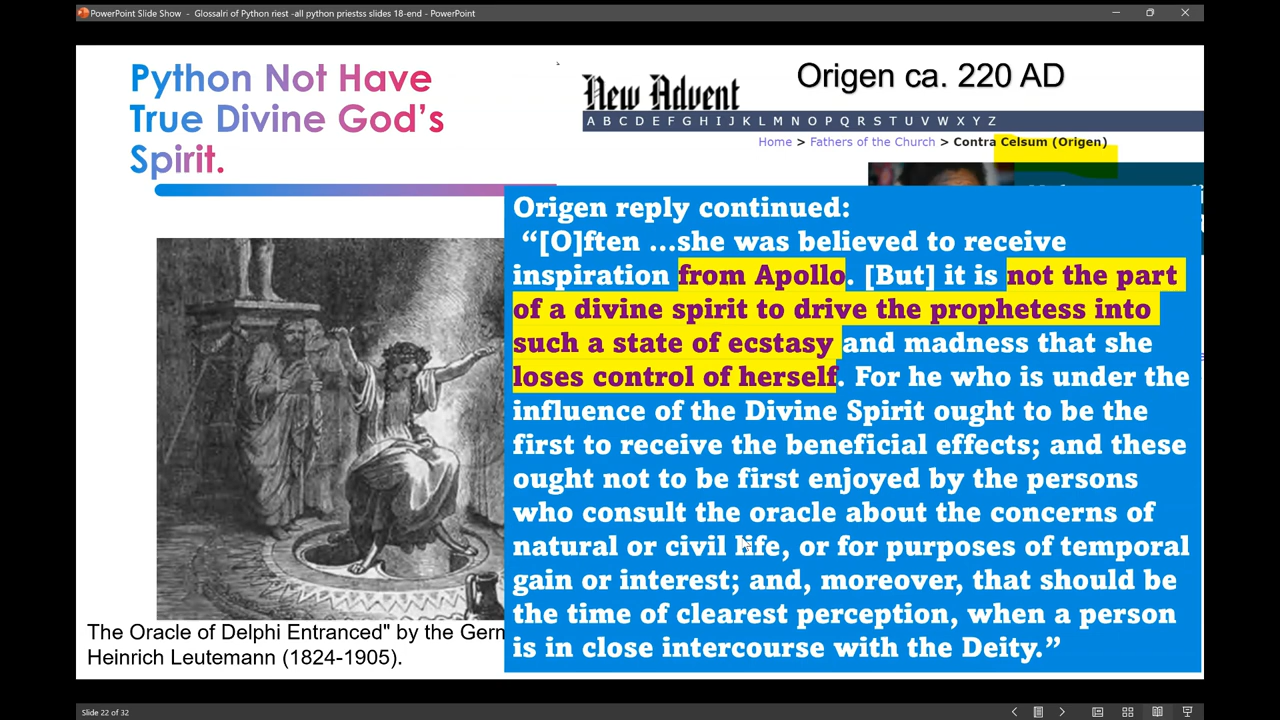 PowerPoint Slide Show - Glossalri of Python riest -all python priestss slides 18-end - PowerPoint
Python Not Have
True Divine God’s
Spirit.
Origen ca. 220 AD
New Advent
A B C D E F G H I J K L M N O P Q R S T U V W X Y Z
Home > Fathers of the Church > Contra Celsum (Origen)
Origen reply continued:
“[O]ften ...she was believed to receive
inspiration from Apollo. [But] it is not the part
of a divine spirit to drive the prophetess into
such a state of ecstasy and madness that she
loses control of herself. For he who is under the
influence of the Divine Spirit ought to be the
first to receive the beneficial effects; and these
ought not to be first enjoyed by the persons
who consult the oracle about the concerns of
natural or civil life, or for purposes of temporal
gain or interest; and, moreover, that should be
the time of clearest perception, when a person
is in close intercourse with the Deity.”
The Oracle of Delphi Entranced" by the Gern
Heinrich Leutemann (1824-1905).
Slide 22 of 32